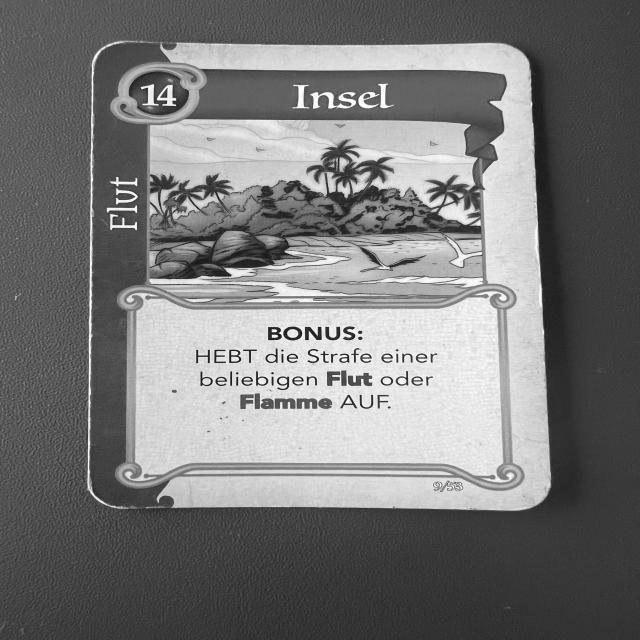 14
Insel
Flut
BONUS:
HEBT die Strafe einer
beliebigen Flut oder
Flamme AUF.
9/53